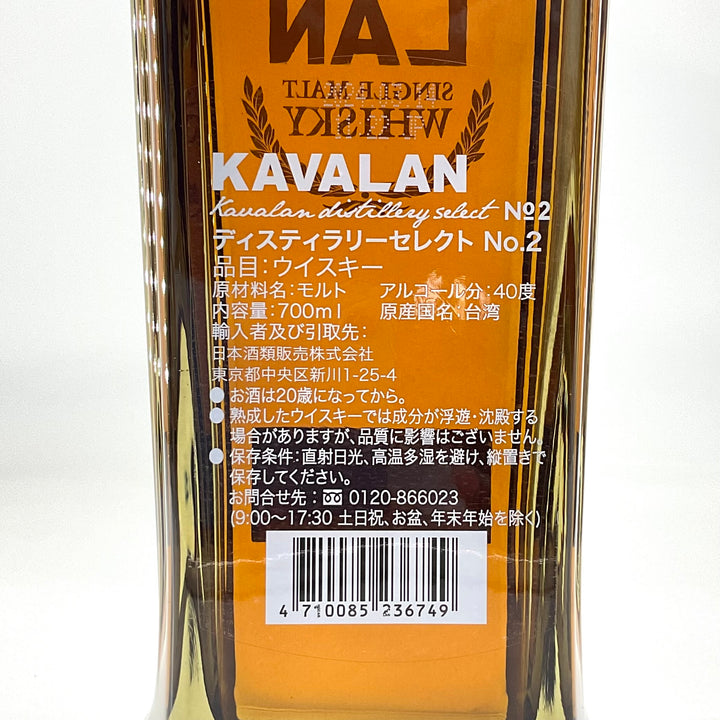 LAN
SINGLE MALT
WHISKY
KAVALAN
Kavalan distillery select №2
ディスティラリーセレクト No.2
品目：ウイスキー
原材料名：モルト アルコール分：40度
内容量：700ml 原産国名：台湾
輸入者及び引取先：
日本酒類販売株式会社
東京都中央区新川1-25-4
●お酒は20歳になってから。
●熟成したウイスキーでは成分が浮遊・沈殿する
場合がありますが、品質に影響はございません。
●保存条件：直射日光、高温多湿を避け、縦置きで
保存してください。
お問合せ先：0120-866023
(9:00〜17:30 土日祝、お盆、年末年始を除く)
4 710085 236749